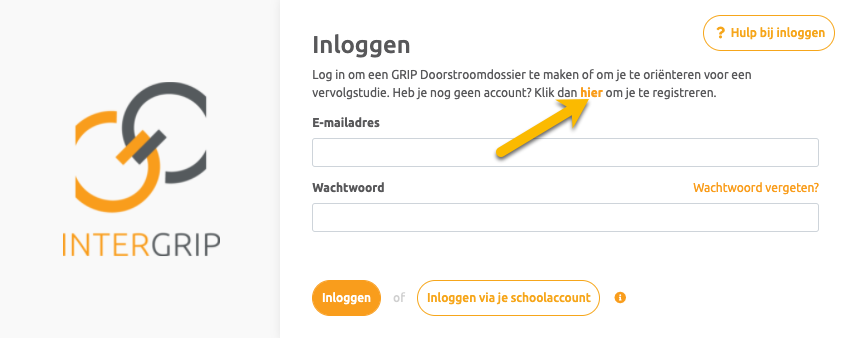 ? Hulp bij inloggen
Inloggen
Log in om een GRIP Doorstroomdossier te maken of om je te oriënteren voor een
vervolgstudie. Heb je nog geen account? Klik dan hier om je te registreren.
E-mailadres
Wachtwoord Wachtwoord vergeten?
INTERGRIP
Inloggen of Inloggen via je schoolaccount i